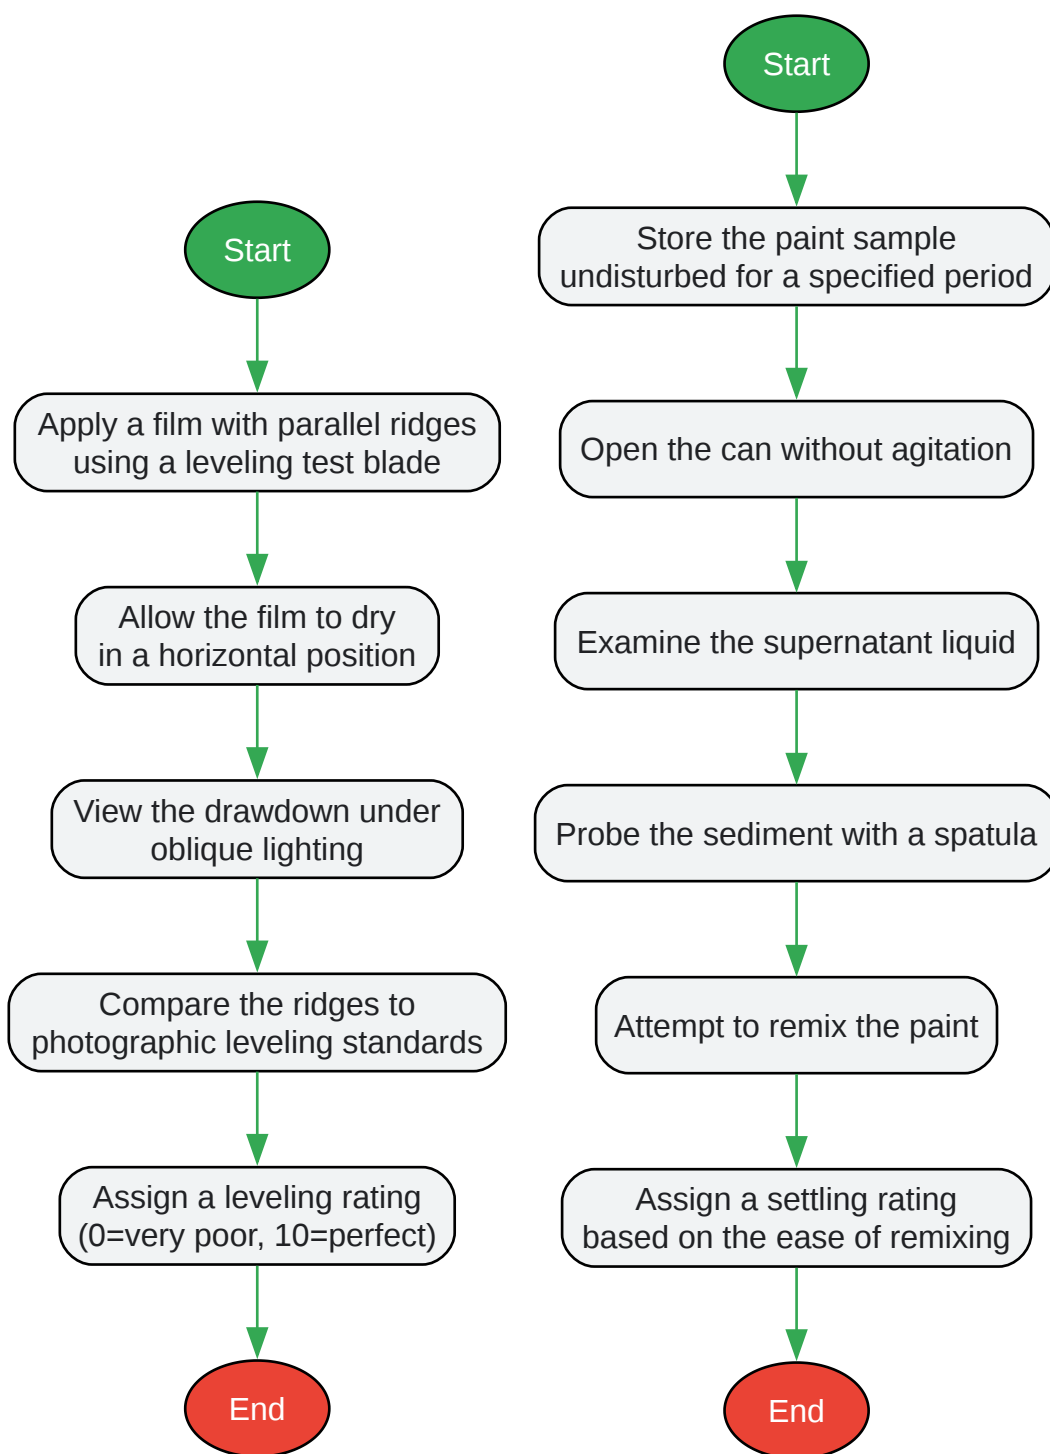 Start
Apply a film with parallel ridges
using a leveling test blade
Allow the film to dry
in a horizontal position
View the drawdown under
oblique lighting
Compare the ridges to
photographic leveling standards
Assign a leveling rating
(0=very poor, 10=perfect)
End
Start
Store the paint sample
undisturbed for a specified period
Open the can without agitation
Examine the supernatant liquid
Probe the sediment with a spatula
Attempt to remix the paint
Assign a settling rating
based on the ease of remixing
End